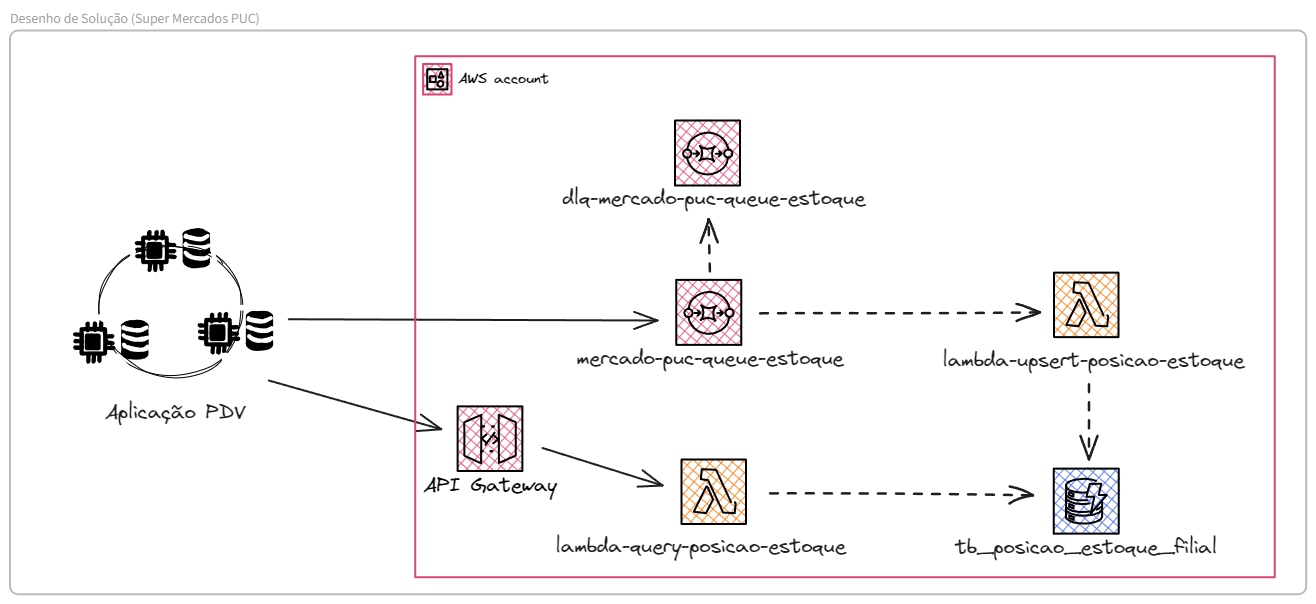 Desenho de Solução (Super Mercados PUC)
AWS account
dlq-mercado-puc-queue-estoque
mercado-puc-queue-estoque
lambda-upsert-posicao-estoque
Aplicação PDV
API Gateway
lambda-query-posicao-estoque
tb_posicao_estoque_filial